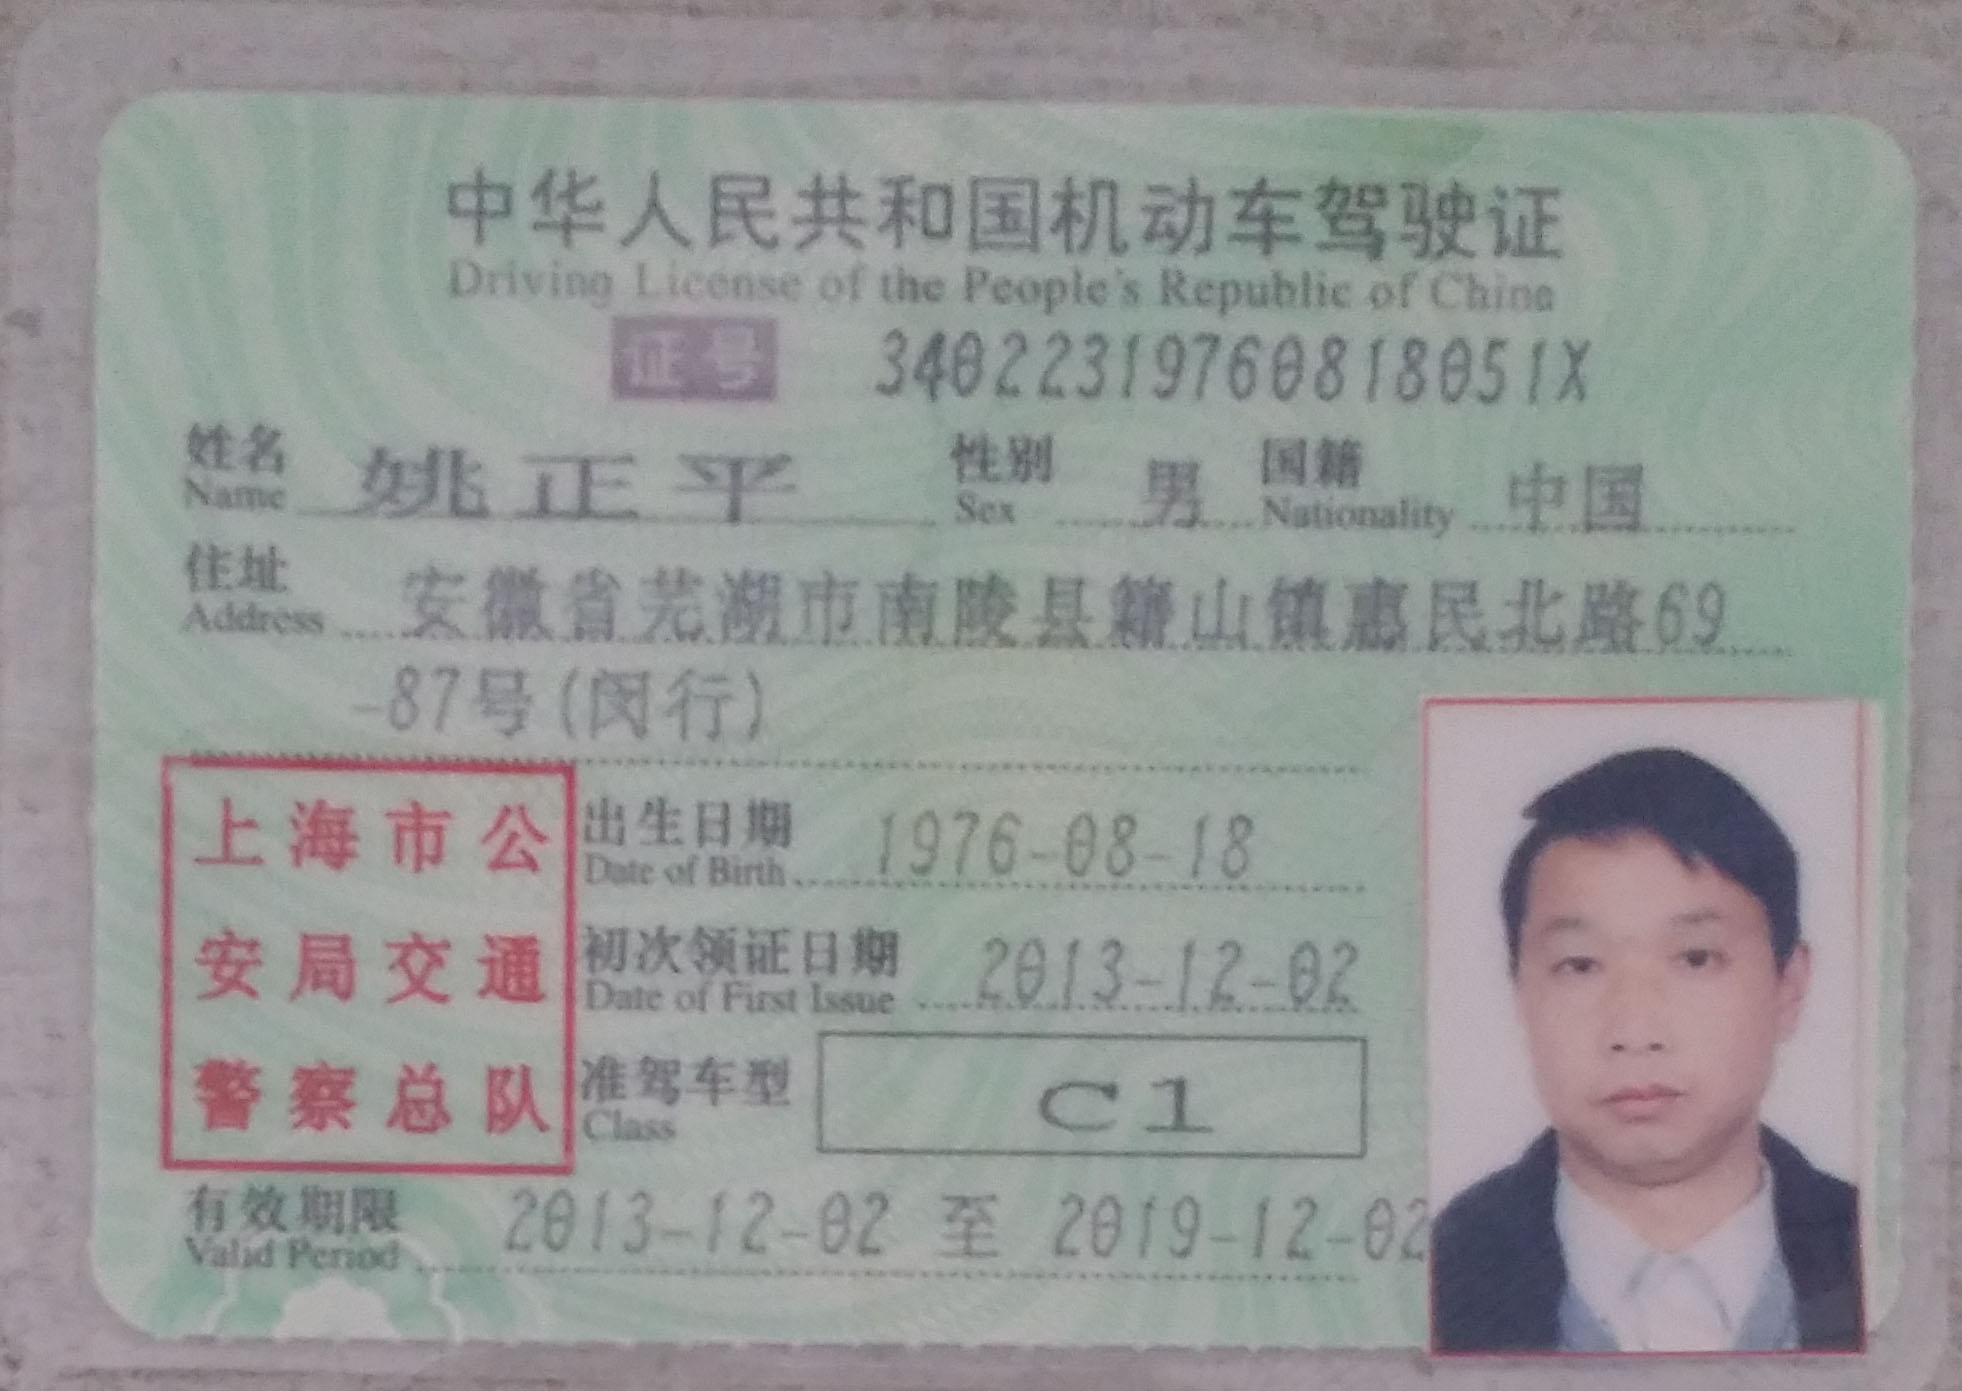 中华人民共和国机动车驾驶证
Driving License of the People's Republic of China
证号 34022319760818051X
姓名 姚正平 性别 男 国籍 中国
Name Sex Nationality
住址 安徽省芜湖市南陵县籍山镇惠民北路69
Address
-87号(闵行)
上海市公
安局交通
警察总队
出生日期 1976-08-18
Date of Birth
初次领证日期 2013-12-02
Date of First Issue
准驾车型 C1
Class
有效期限 2013-12-02 至 2019-12-02
Valid Period